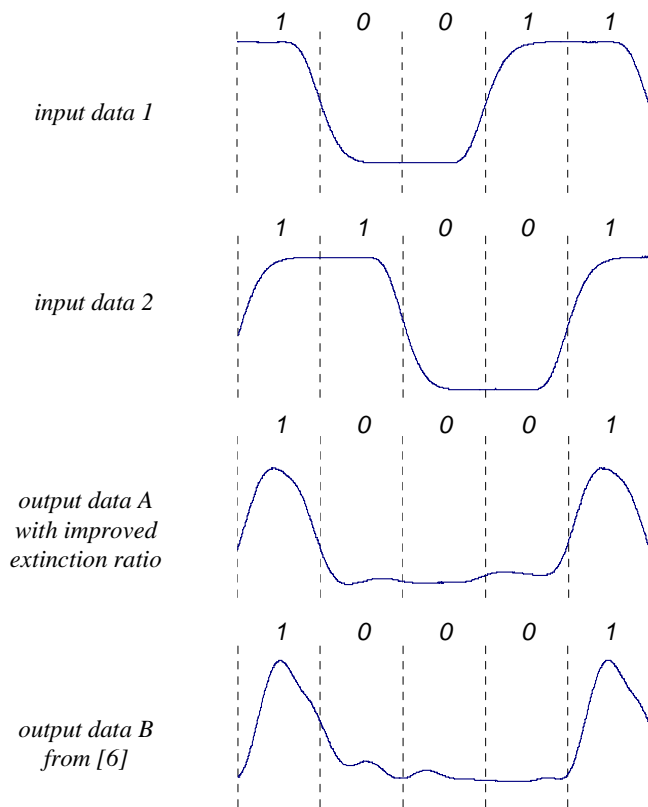 1 0 0 1 1
input data 1
1 1 0 0 1
input data 2
1 0 0 0 1
output data A
with improved
extinction ratio
1 0 0 0 1
output data B
from [6]